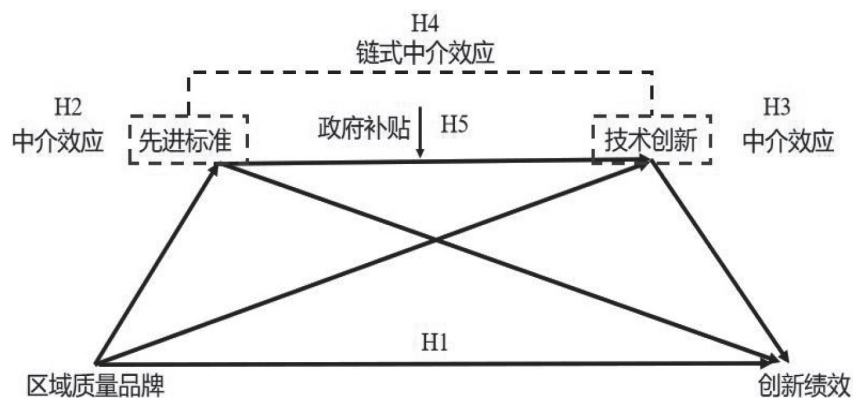 H4
链式中介效应
H2
中介效应
先进标准
政府补贴
H5
技术创新
H3
中介效应
H1
区域质量品牌
创新绩效